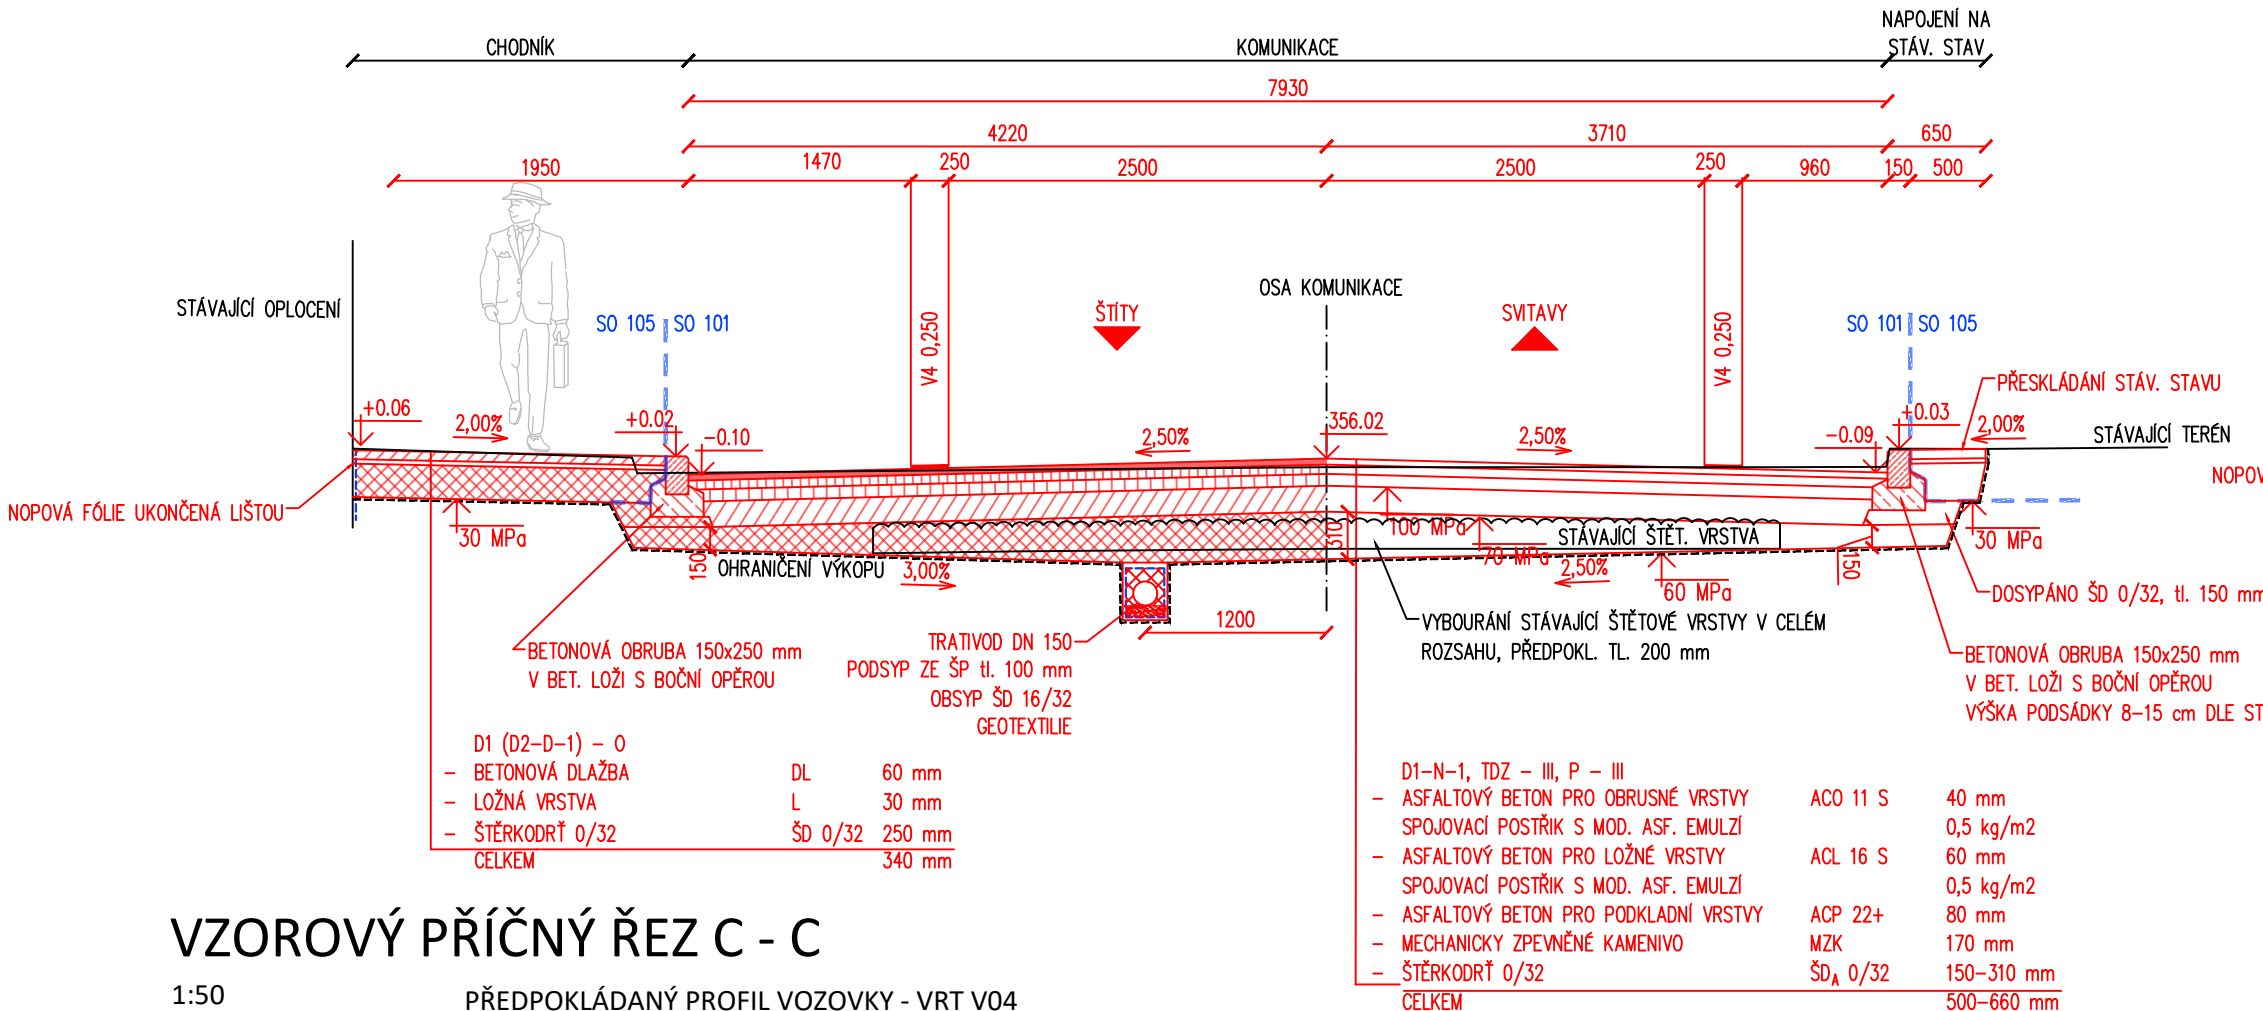 NAPOJENÍ NA
STÁV. STAV
CHODNÍK
KOMUNIKACE
7930
4220
3710
650
1950
1470
250
2500
2500
250
960
150
500
STÁVAJÍCÍ OPLOCENÍ
OSA KOMUNIKACE
ŠTÍTY
SVITAVY
SO 105
SO 101
SO 101
SO 105
V4 0,250
V4 0,250
PŘESKLÁDÁNÍ STÁV. STAVU
+0.06
2,00%
+0.02
-0.10
2,50%
356.02
2,50%
-0.09
+0.03
2,00%
STÁVAJÍCÍ TERÉN
NOPOV
NOPOVÁ FÓLIE UKONČENÁ LIŠTOU
30 MPa
150
OHRANIČENÍ VÝKOPU
3,00%
310
100 MPa
70 MPa
STÁVAJÍCÍ ŠTĚT. VRSTVA
2,50%
60 MPa
150
30 MPa
DOSYPÁNO ŠD 0/32, tl. 150 mm
1200
BETONOVÁ OBRUBA 150x250 mm
V BET. LOŽI S BOČNÍ OPĚROU
TRATIVOD DN 150
PODSYP ZE ŠP tl. 100 mm
OBSYP ŠD 16/32
GEOTEXTILIE
VYBOURÁNÍ STÁVAJÍCÍ ŠTĚTOVÉ VRSTVY V CELÉM
ROZSAHU, PŘEDPOKL. TL. 200 mm
BETONOVÁ OBRUBA 150x250 mm
V BET. LOŽI S BOČNÍ OPĚROU
VÝŠKA PODSÁDKY 8-15 cm DLE ST
D1 (D2-D-1) - O
- BETONOVÁ DLAŽBA DL 60 mm
- LOŽNÁ VRSTVA L 30 mm
- ŠTĚRKODRŤ 0/32 ŠD 0/32 250 mm
CELKEM 340 mm
D1-N-1, TDZ - III, P - III
- ASFALTOVÝ BETON PRO OBRUSNÉ VRSTVY ACO 11 S 40 mm
SPOJOVACÍ POSTŘIK S MOD. ASF. EMULZÍ 0,5 kg/m2
- ASFALTOVÝ BETON PRO LOŽNÉ VRSTVY ACL 16 S 60 mm
SPOJOVACÍ POSTŘIK S MOD. ASF. EMULZÍ 0,5 kg/m2
- ASFALTOVÝ BETON PRO PODKLADNÍ VRSTVY ACP 22+ 80 mm
- MECHANICKY ZPEVNĚNÉ KAMENIVO MZK 170 mm
- ŠTĚRKODRŤ 0/32 ŠDA 0/32 150-310 mm
CELKEM 500-660 mm
VZOROVÝ PŘÍČNÝ ŘEZ C - C
1:50
PŘEDPOKLÁDANÝ PROFIL VOZOVKY - VRT V04